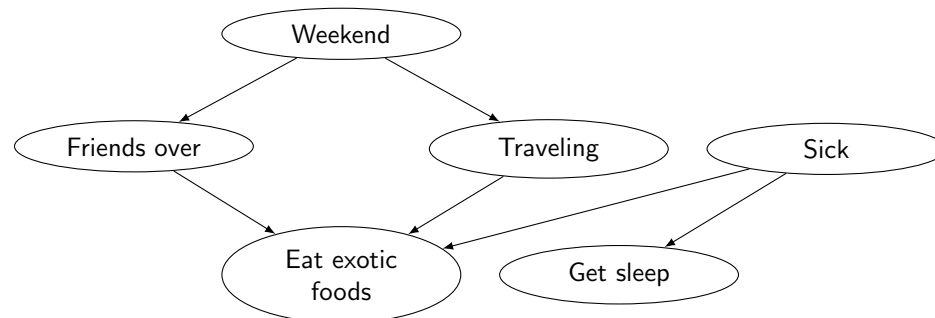 Weekend
Friends over
Traveling
Sick
Eat exotic
foods
Get sleep